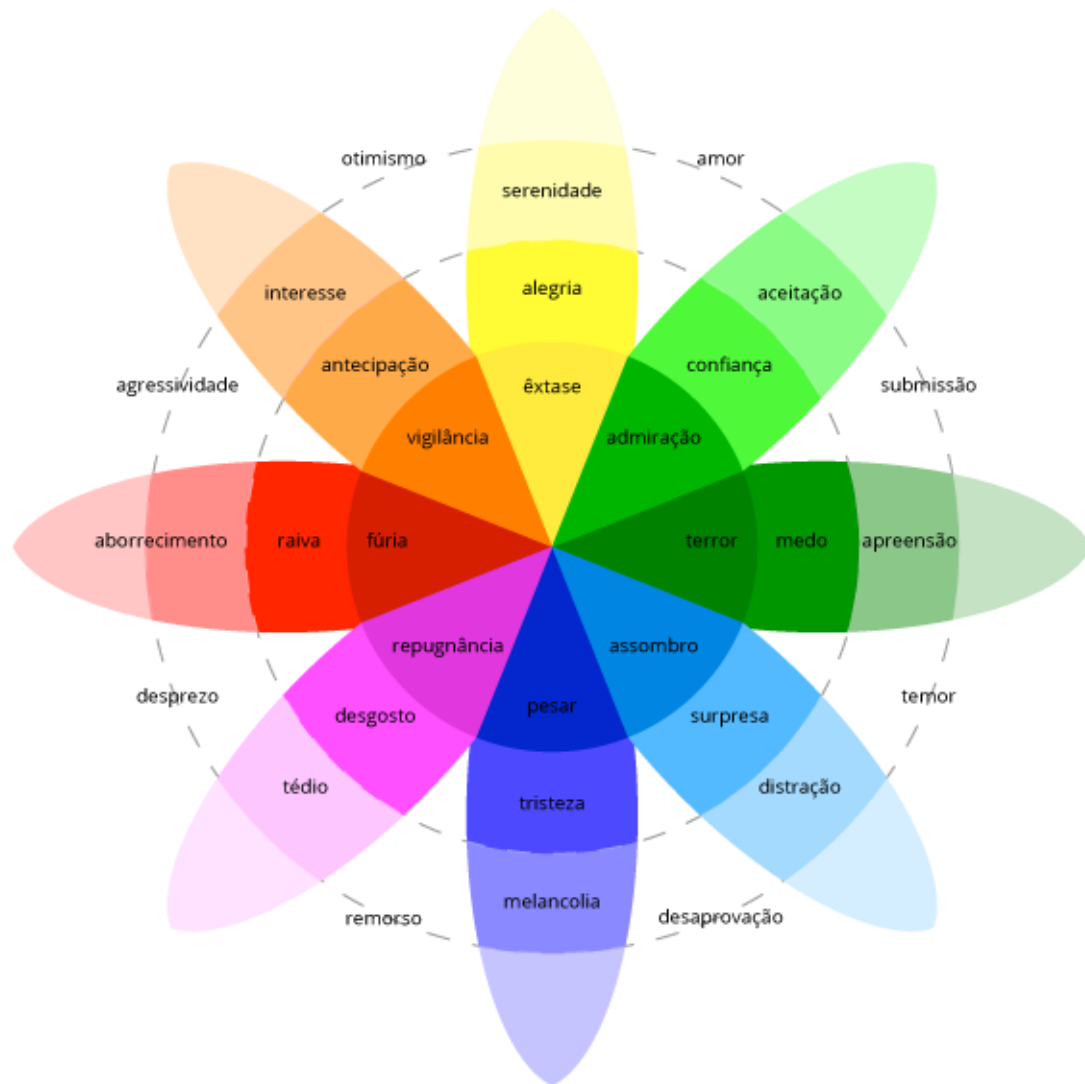 otimismo
amor
serenidade
alegria
êxtase
interesse
antecipação
vigilância
aceitação
confiança
admiração
agressividade
submissão
aborrecimento
raiva
fúria
terror
medo
apreensão
repugnância
desgosto
tédio
assombro
surpresa
distração
desprezo
temor
pesar
tristeza
melancolia
remorso
desaprovação